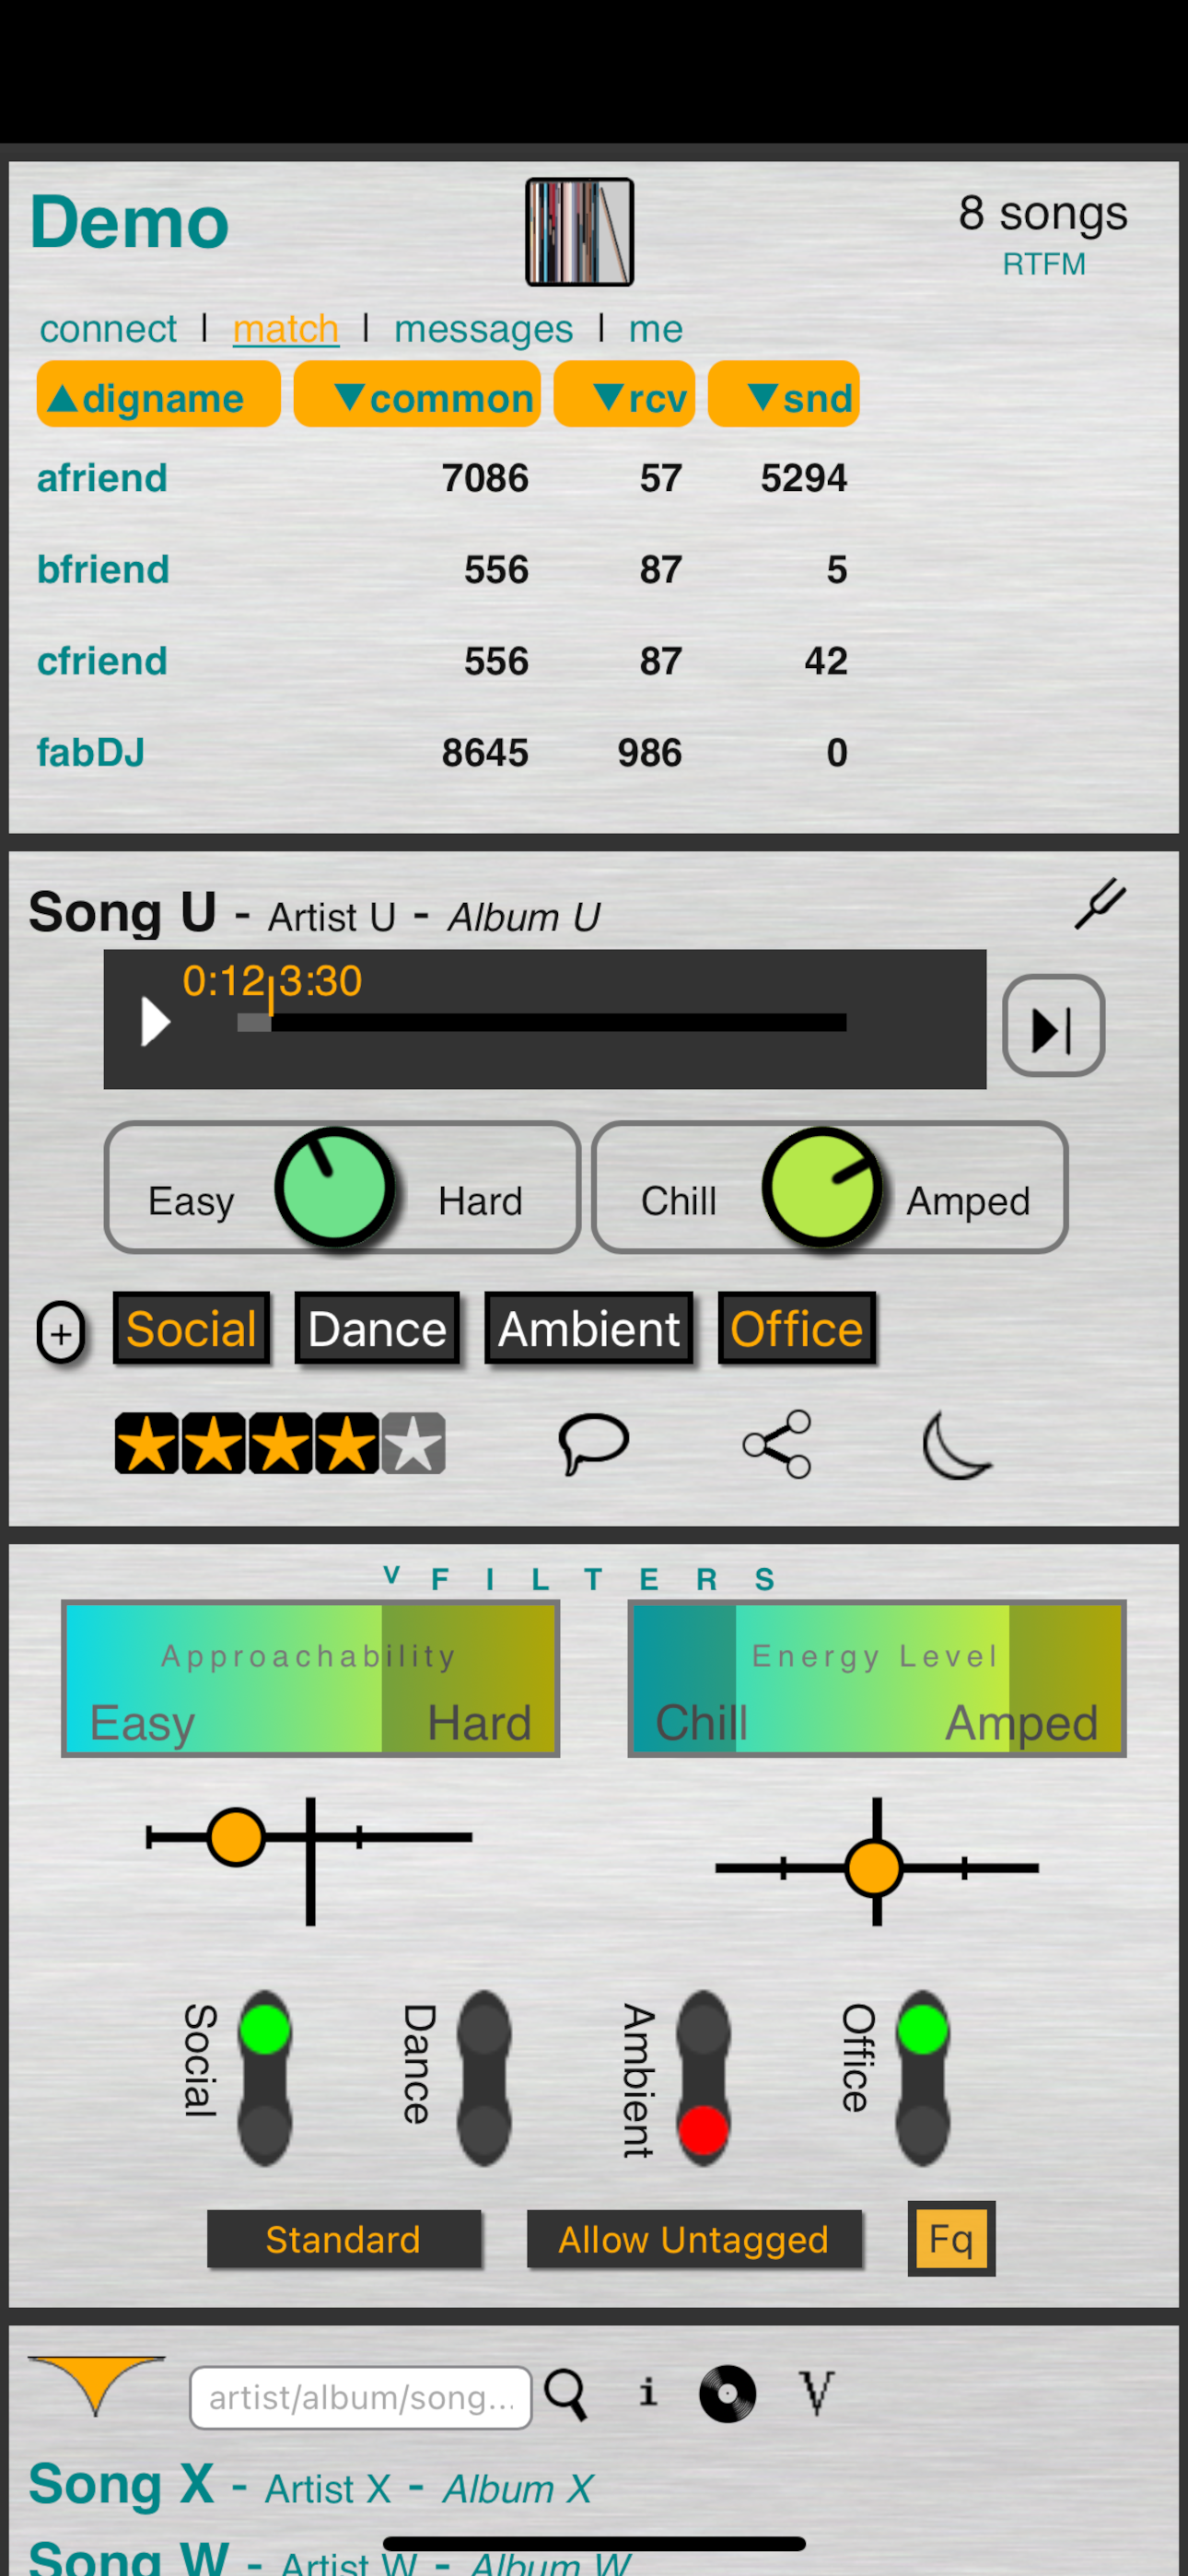 Demo
8 songs
RTFM
connect | match | messages | me
▲digname ▼common ▼rcv ▼snd
afriend 7086 57 5294
bfriend 556 87 5
cfriend 556 87 42
fabDJ 8645 986 0
Song U - Artist U - Album U
0:12 3:30
Easy Hard Chill Amped
Social Dance Ambient Office
v FILTERS
Approachability Energy Level
Easy Hard Chill Amped
Social Dance Ambient Office
Standard Allow Untagged Fq
artist/album/song... i V
Song X - Artist X - Album X
Song W - Artist W - Album W